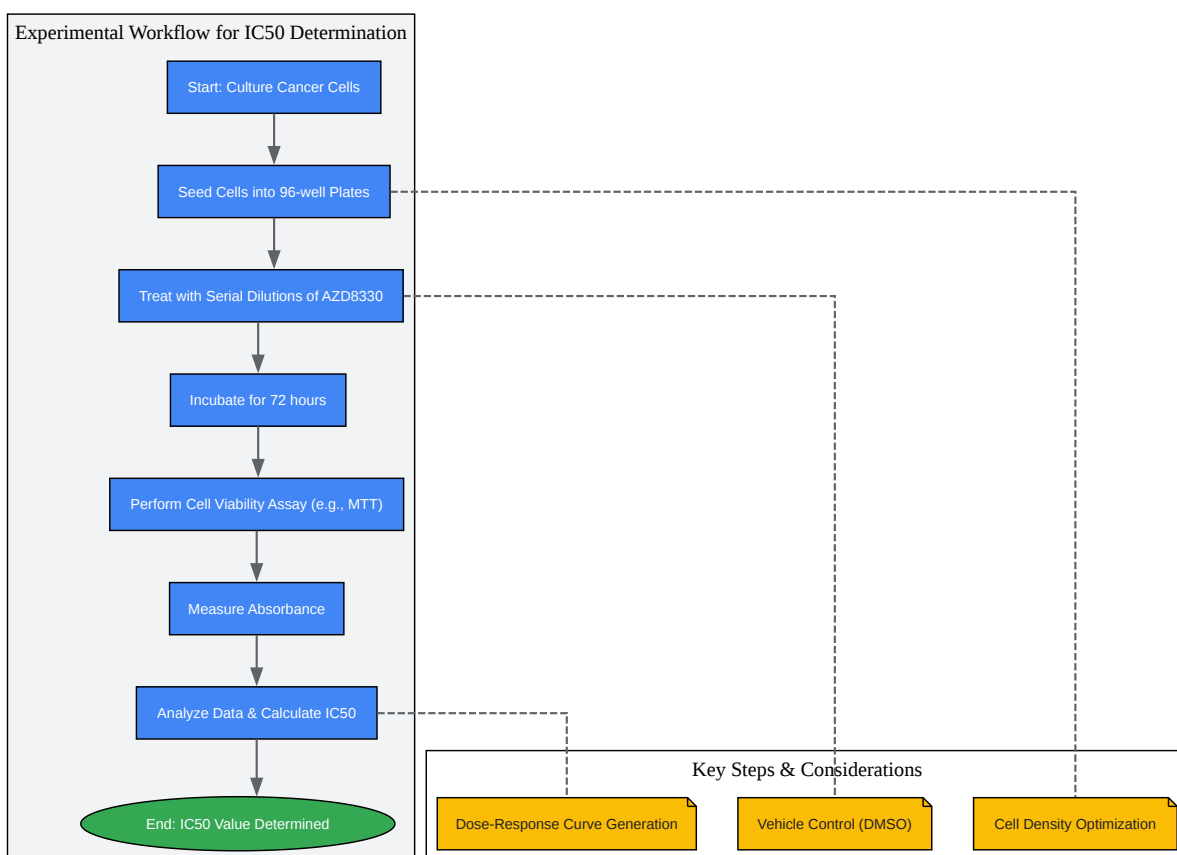 Experimental Workflow for IC50 Determination
Start: Culture Cancer Cells
Seed Cells into 96-well Plates
Treat with Serial Dilutions of AZD8330
Incubate for 72 hours
Perform Cell Viability Assay (e.g., MTT)
Measure Absorbance
Analyze Data & Calculate IC50
End: IC50 Value Determined
Key Steps & Considerations
Dose-Response Curve Generation
Vehicle Control (DMSO)
Cell Density Optimization